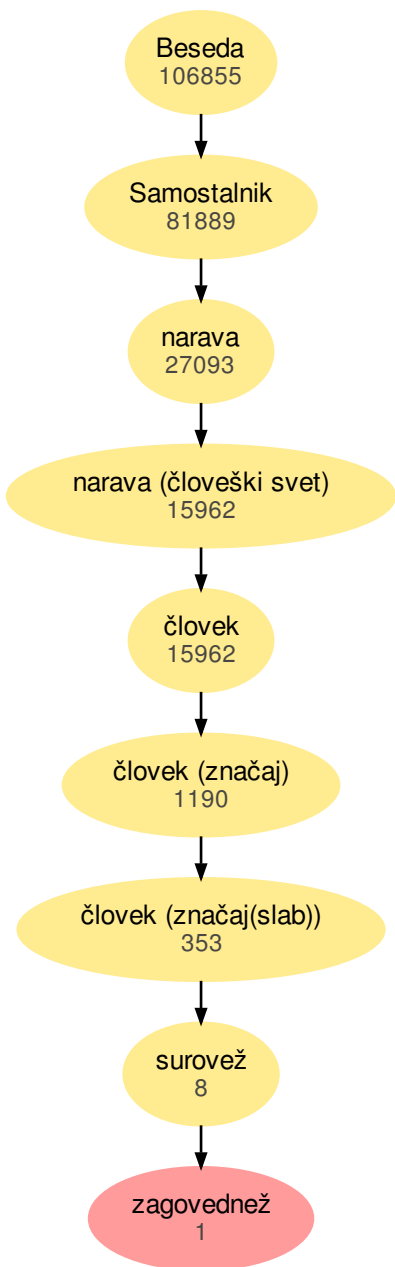 Beseda
106855
Samostalnik
81889
narava
27093
narava (človeški svet)
15962
človek
15962
človek (značaj)
1190
človek (značaj(slab))
353
surovež
8
zagovednež
1